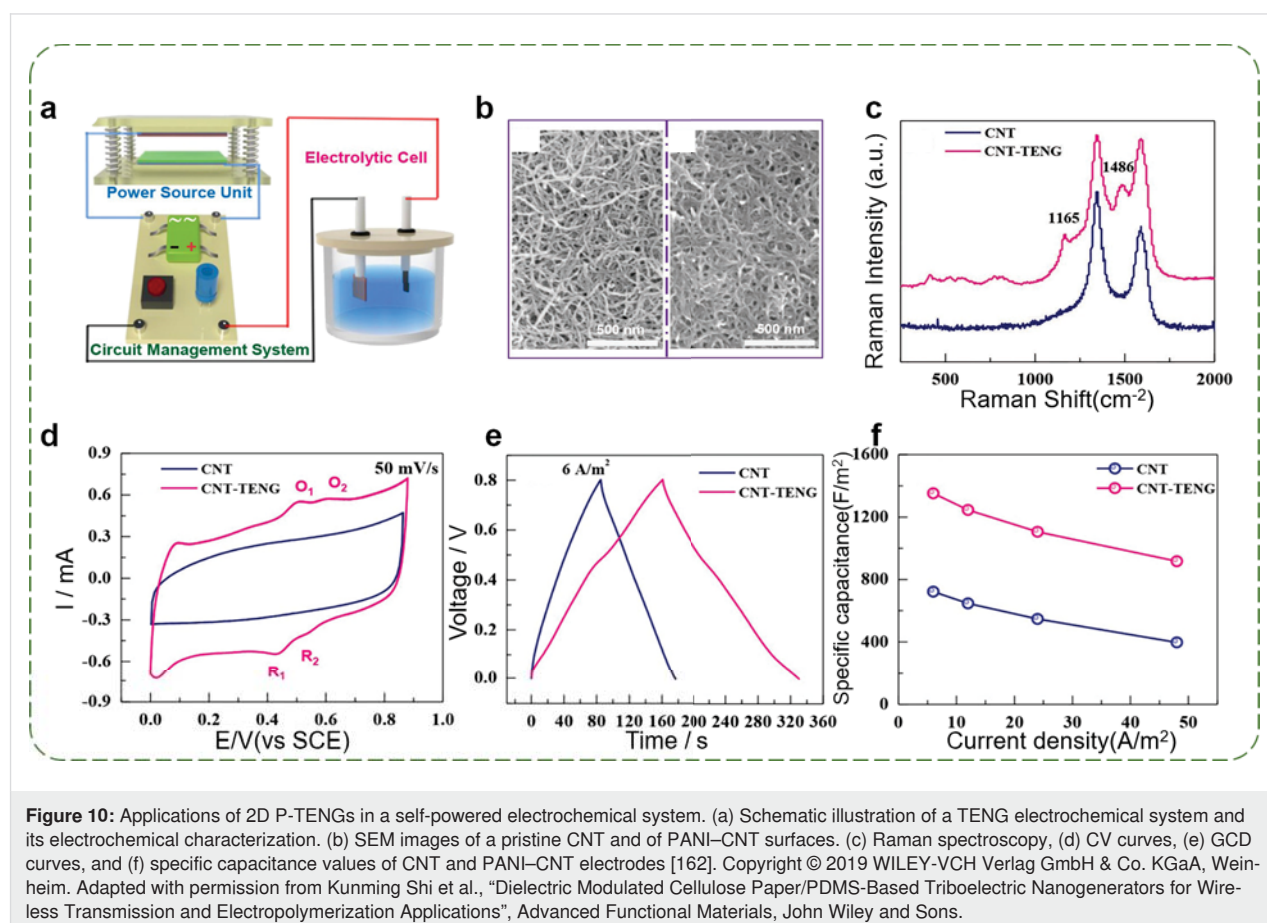 a
Power Source Unit
Electrolytic Cell
~ ~
- +
Circuit Management System
b
500 nm
500 nm
c
Raman Intensity (a.u.)
CNT
CNT-TENG
1165
1486
500
1000
1500
2000
Raman Shift(cm-2)
d
I / mA
0.9
0.6
0.3
0.0
-0.3
-0.6
-0.9
CNT
CNT-TENG
50 mV/s
O1
O2
R1
R2
0.0
0.2
0.4
0.6
0.8
1.0
E/V(vs SCE)
e
Voltage / V
0.8
0.6
0.4
0.2
0.0
6 A/m2
CNT
CNT-TENG
0 40 80 120 160 200 240 280 320 360
Time / s
f
Specific capacitance(F/m2)
1600
1200
800
400
0
CNT
CNT-TENG
0 10 20 30 40 50
Current density(A/m2)
Figure 10: Applications of 2D P-TENGs in a self-powered electrochemical system. (a) Schematic illustration of a TENG electrochemical system and
its electrochemical characterization. (b) SEM images of a pristine CNT and of PANI–CNT surfaces. (c) Raman spectroscopy, (d) CV curves, (e) GCD
curves, and (f) specific capacitance values of CNT and PANI–CNT electrodes [162]. Copyright © 2019 WILEY-VCH Verlag GmbH & Co. KGaA, Wein-
heim. Adapted with permission from Kunming Shi et al., “Dielectric Modulated Cellulose Paper/PDMS-Based Triboelectric Nanogenerators for Wire-
less Transmission and Electropolymerization Applications”, Advanced Functional Materials, John Wiley and Sons.